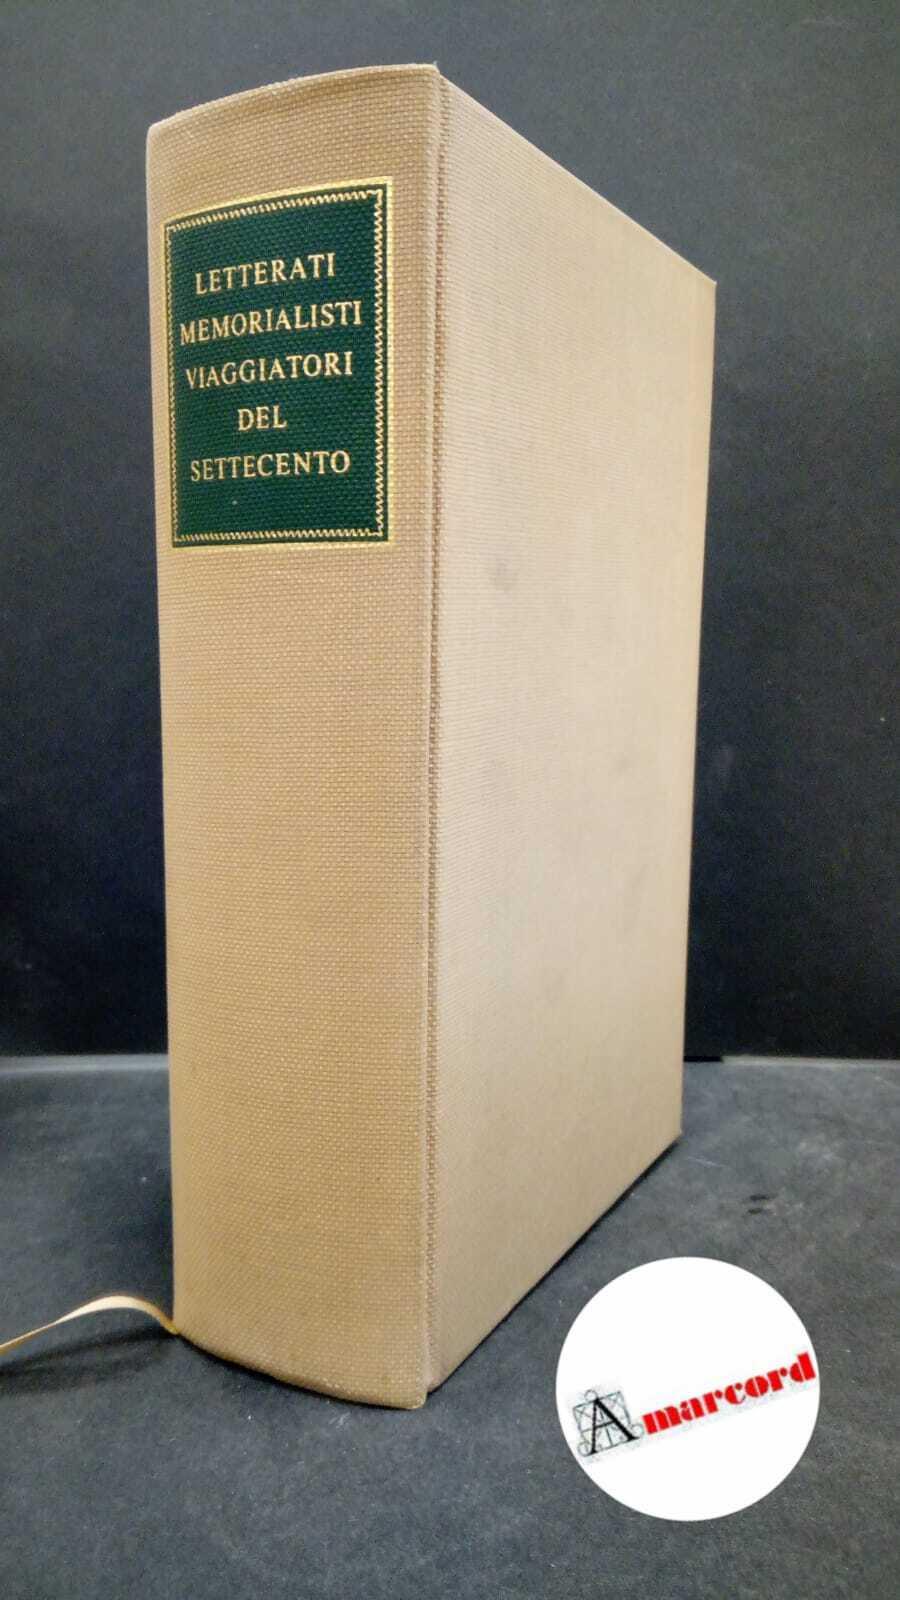 LETTERATI
MEMORIALISTI
VIAGGIATORI
DEL
SETTECENTO
Amarcord